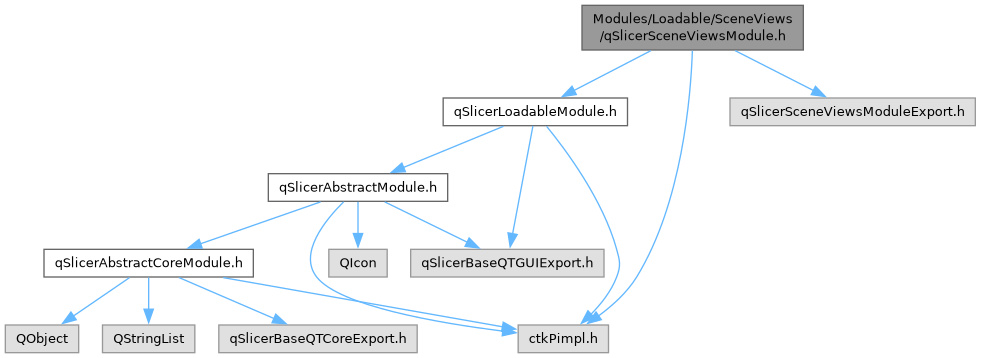 Modules/Loadable/SceneViews
/qSlicerSceneViewsModule.h
qSlicerLoadableModule.h
qSlicerSceneViewsModuleExport.h
qSlicerAbstractModule.h
qSlicerAbstractCoreModule.h
QIcon
qSlicerBaseQTGUIExport.h
QObject
QStringList
qSlicerBaseQTCoreExport.h
ctkPimpl.h